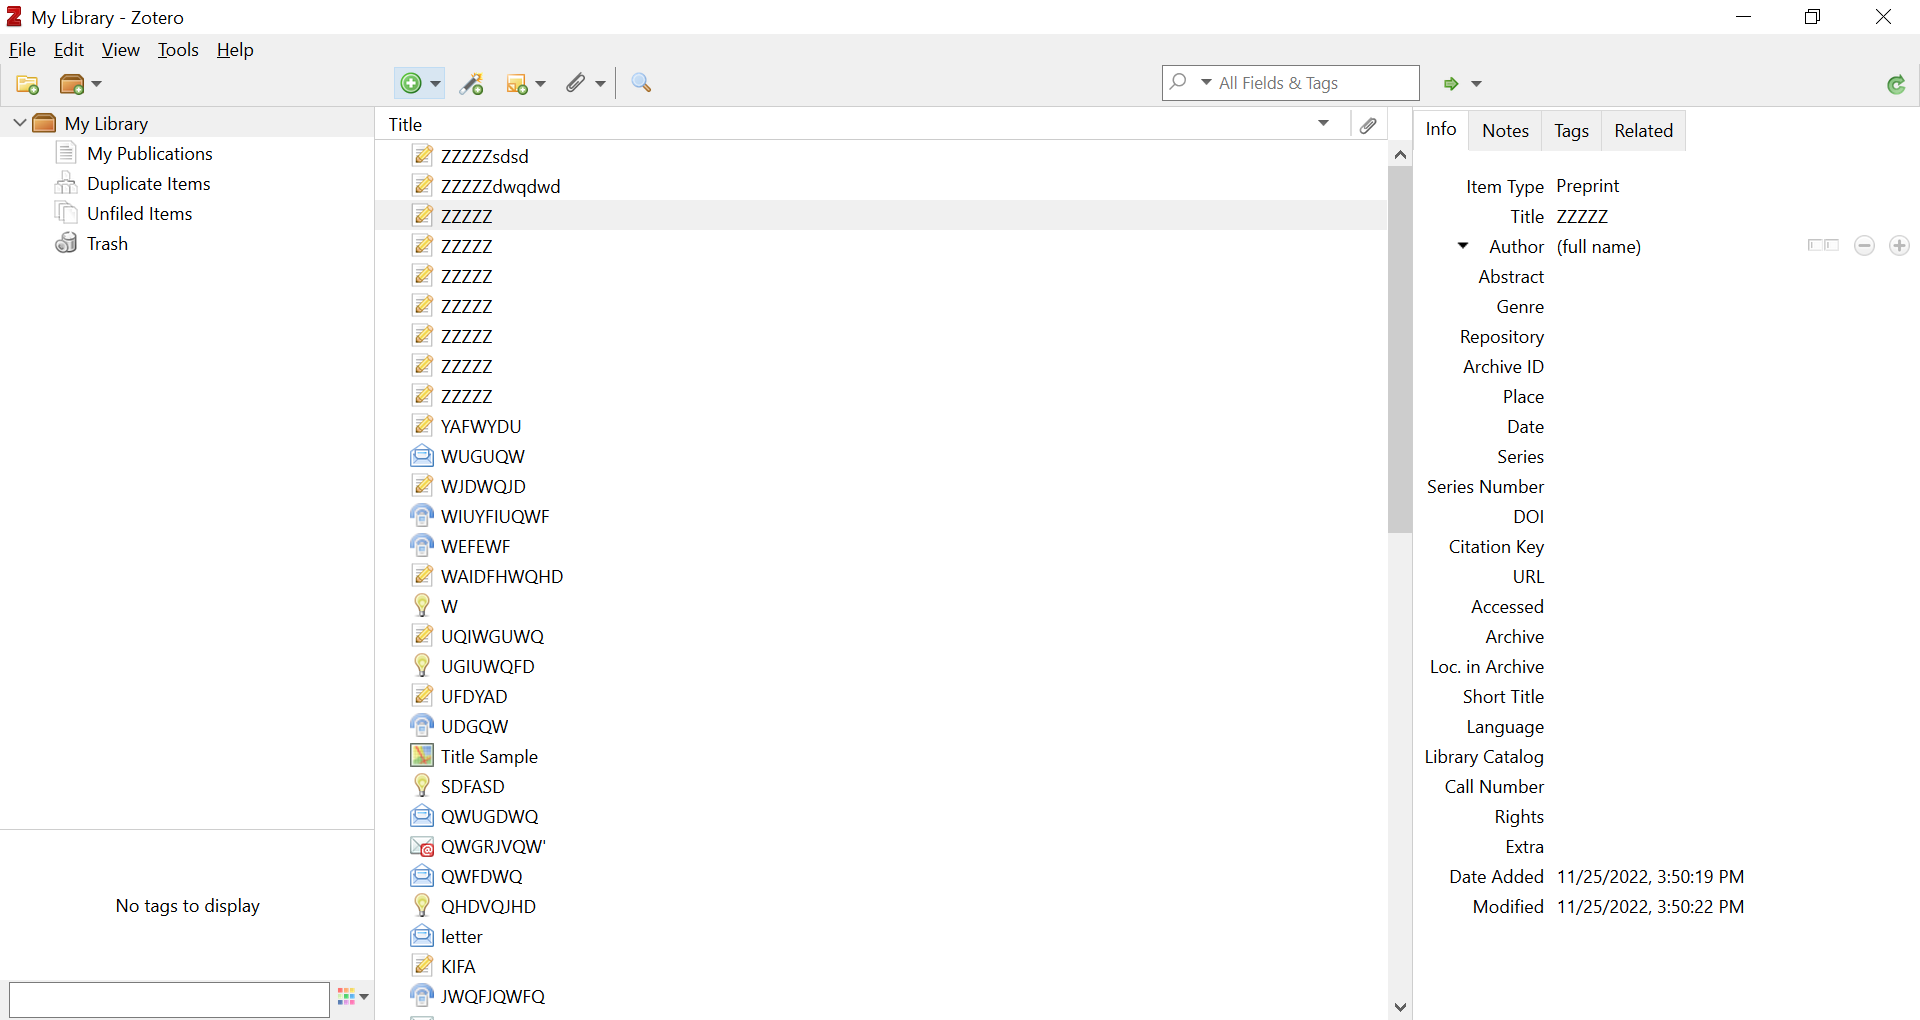 My Library - Zotero
File Edit View Tools Help
All Fields & Tags
My Library
My Publications
Duplicate Items
Unfiled Items
Trash
No tags to display
Title
ZZZZZsdsd
ZZZZZdwqdwd
ZZZZZ
ZZZZZ
ZZZZZ
ZZZZZ
ZZZZZ
ZZZZZ
ZZZZZ
YAFWYDU
WUGUQW
WJDWQJD
WIUYFIUQWF
WEFEWF
WAIDFHWQHD
W
UQIWGUWQ
UGIUWQFD
UFDYAD
UDGQW
Title Sample
SDFASD
QWUGDWQ
QWGRJVQW'
QWFDWQ
QHDVQJHD
letter
KIFA
JWQFJQWFQ
Info Notes Tags Related
Item Type Preprint
Title ZZZZZ
Author (full name)
Abstract
Genre
Repository
Archive ID
Place
Date
Series
Series Number
DOI
Citation Key
URL
Accessed
Archive
Loc. in Archive
Short Title
Language
Library Catalog
Call Number
Rights
Extra
Date Added 11/25/2022, 3:50:19 PM
Modified 11/25/2022, 3:50:22 PM